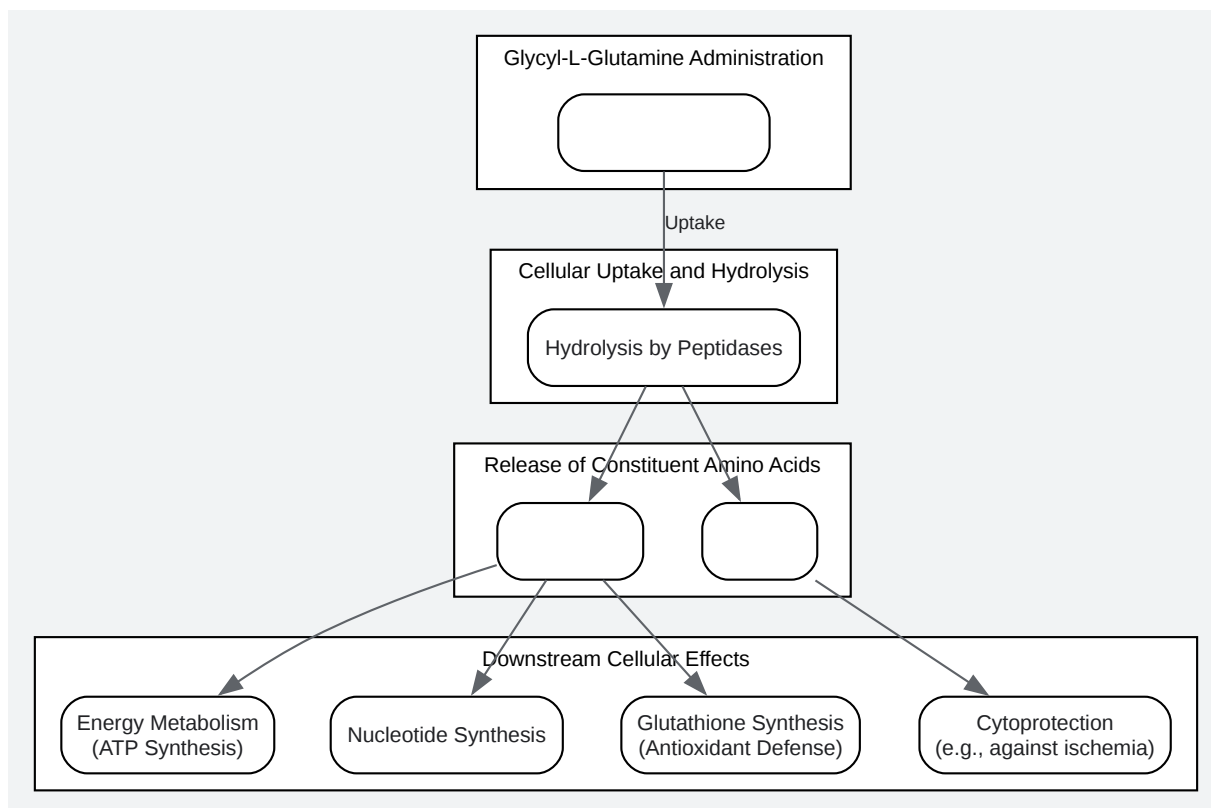 Glycyl-L-Glutamine Administration
Uptake
Cellular Uptake and Hydrolysis
Hydrolysis by Peptidases
Release of Constituent Amino Acids
Downstream Cellular Effects
Energy Metabolism
(ATP Synthesis)
Nucleotide Synthesis
Glutathione Synthesis
(Antioxidant Defense)
Cytoprotection
(e.g., against ischemia)